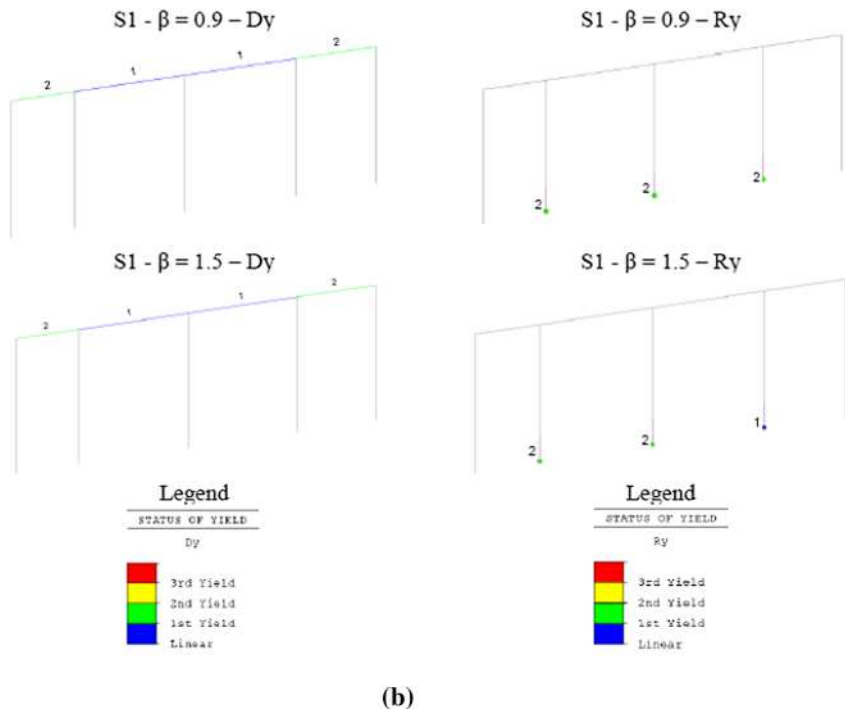 S1 - β = 0.9 – Dy
S1 - β = 0.9 – Ry
2
1
1
2
2
2
2
S1 - β = 1.5 – Dy
S1 - β = 1.5 – Ry
2
1
1
2
2
2
1
Legend
STATUS OF YIELD
Dy
3rd Yield
2nd Yield
1st Yield
Linear
Legend
STATUS OF YIELD
Ry
3rd Yield
2nd Yield
1st Yield
Linear
(b)